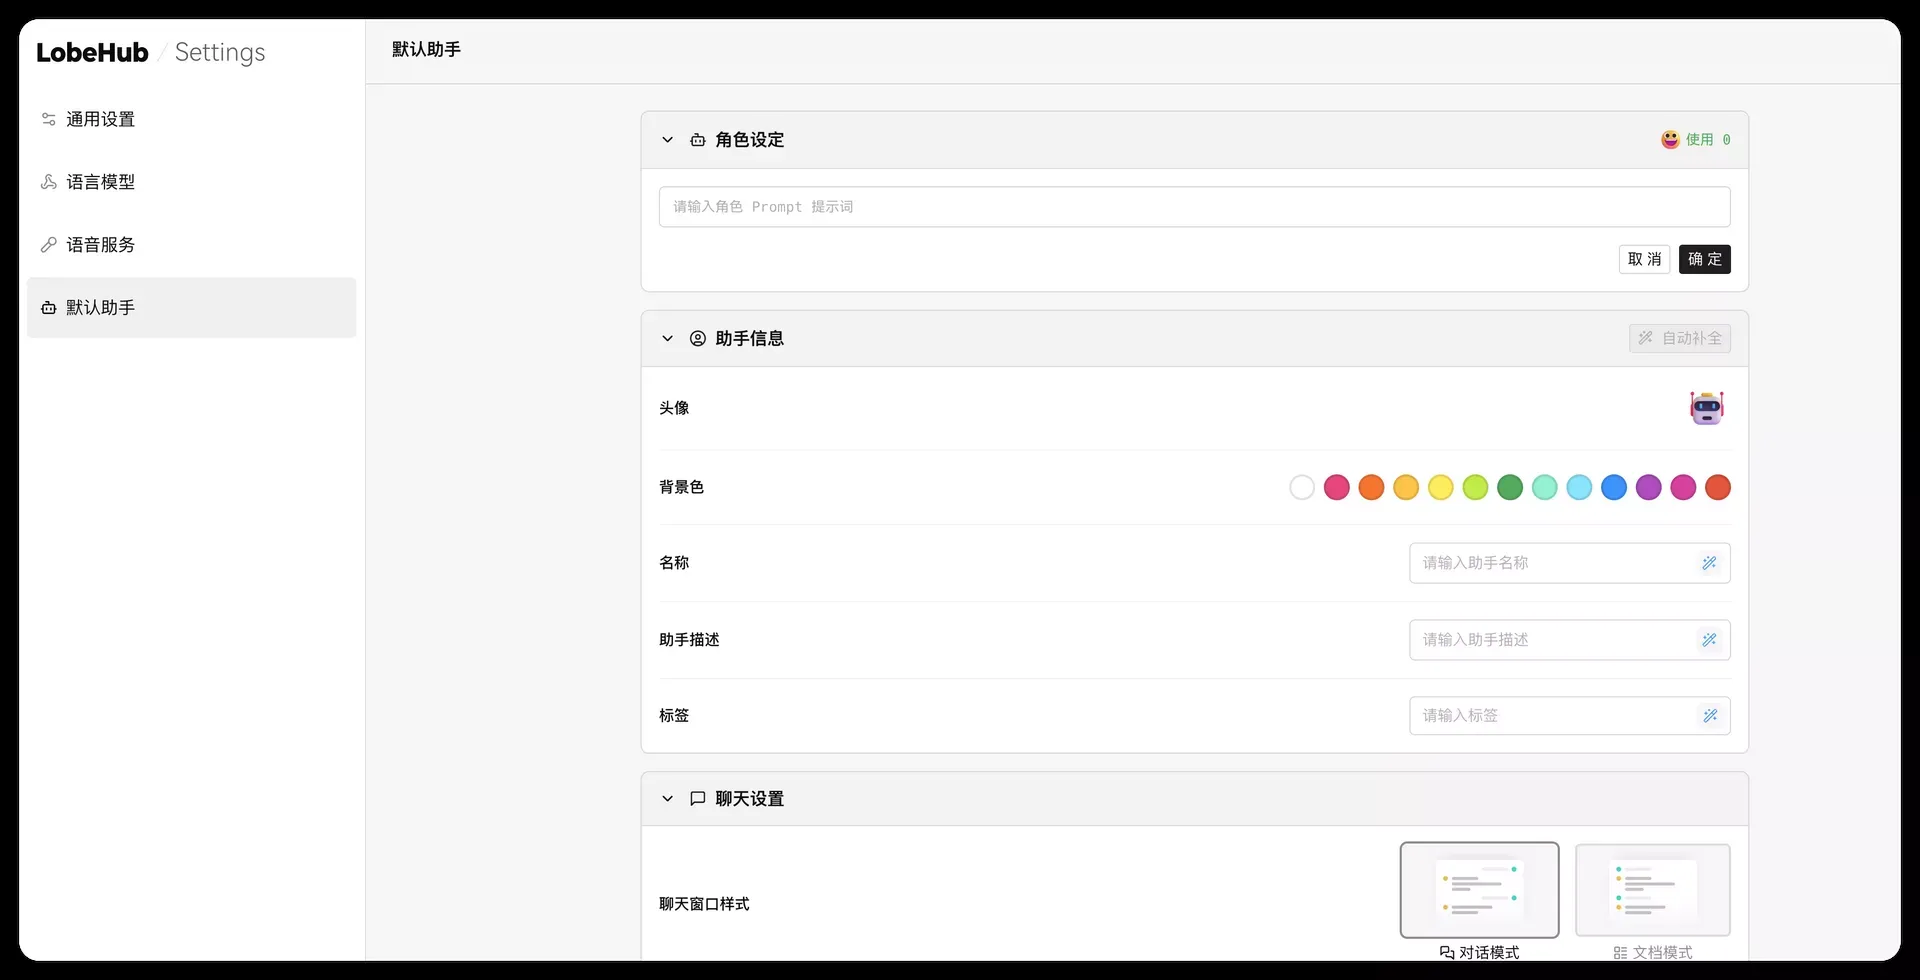 LobeHub / Settings
通用设置
语言模型
语音服务
默认助手
默认助手
角色设定
使用 0
请输入角色 Prompt 提示词
取 消
确 定
助手信息
自动补全
头像
背景色
名称
请输入助手名称
助手描述
请输入助手描述
标签
请输入标签
聊天设置
聊天窗口样式
对话模式
文档模式